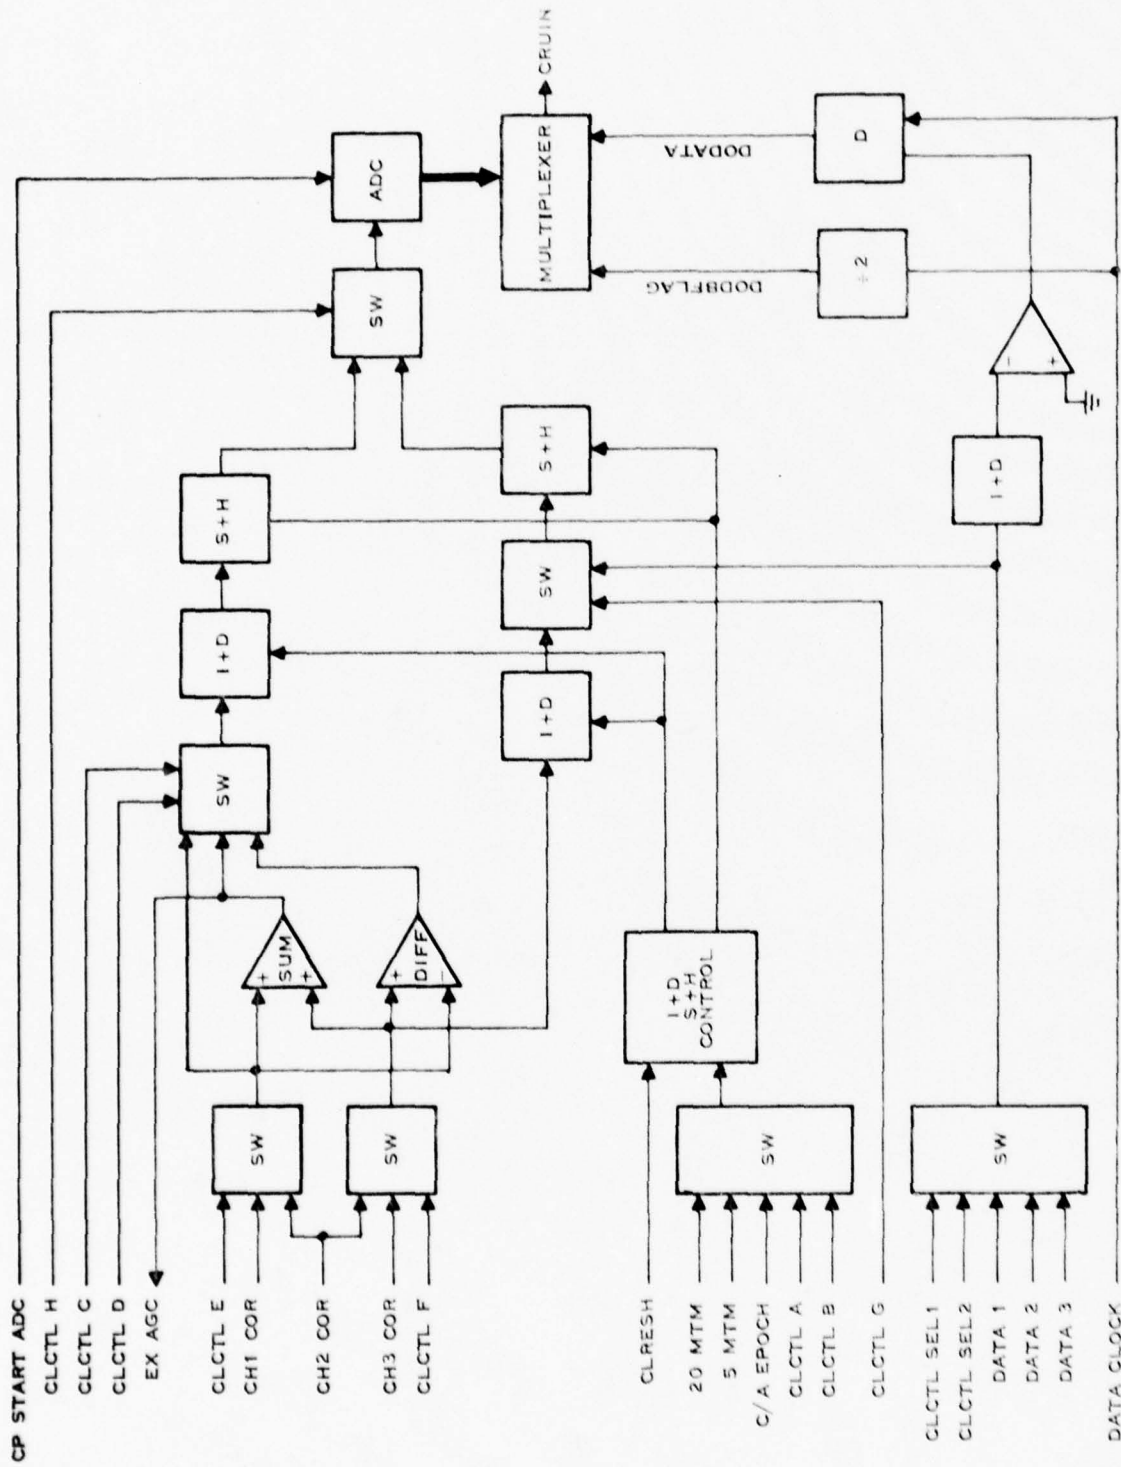 CP START ADC
CLCTL H
CLCTL C
CLCTL D
EX AGC
CLCTL E
CH1 COR
CH2 COR
CH3 COR
CLCTL F
CLRESH
20 MTM
5 MTM
C/A EPOCH
CLCTL A
CLCTL B
CLCTL G
CLCTL SEL1
CLCTL SEL2
DATA 1
DATA 2
DATA 3
DATA CLOCK
SW
SW
SW
SW
+
SUM
+
+
DIFF
-
I+D
S+H
CONTROL
SW
I+D
S+H
I+D
SW
S+H
I+D
-
+
SW
ADC
MULTIPLEXER
CRUIN
DODSFLAG
DODATA
÷2
D